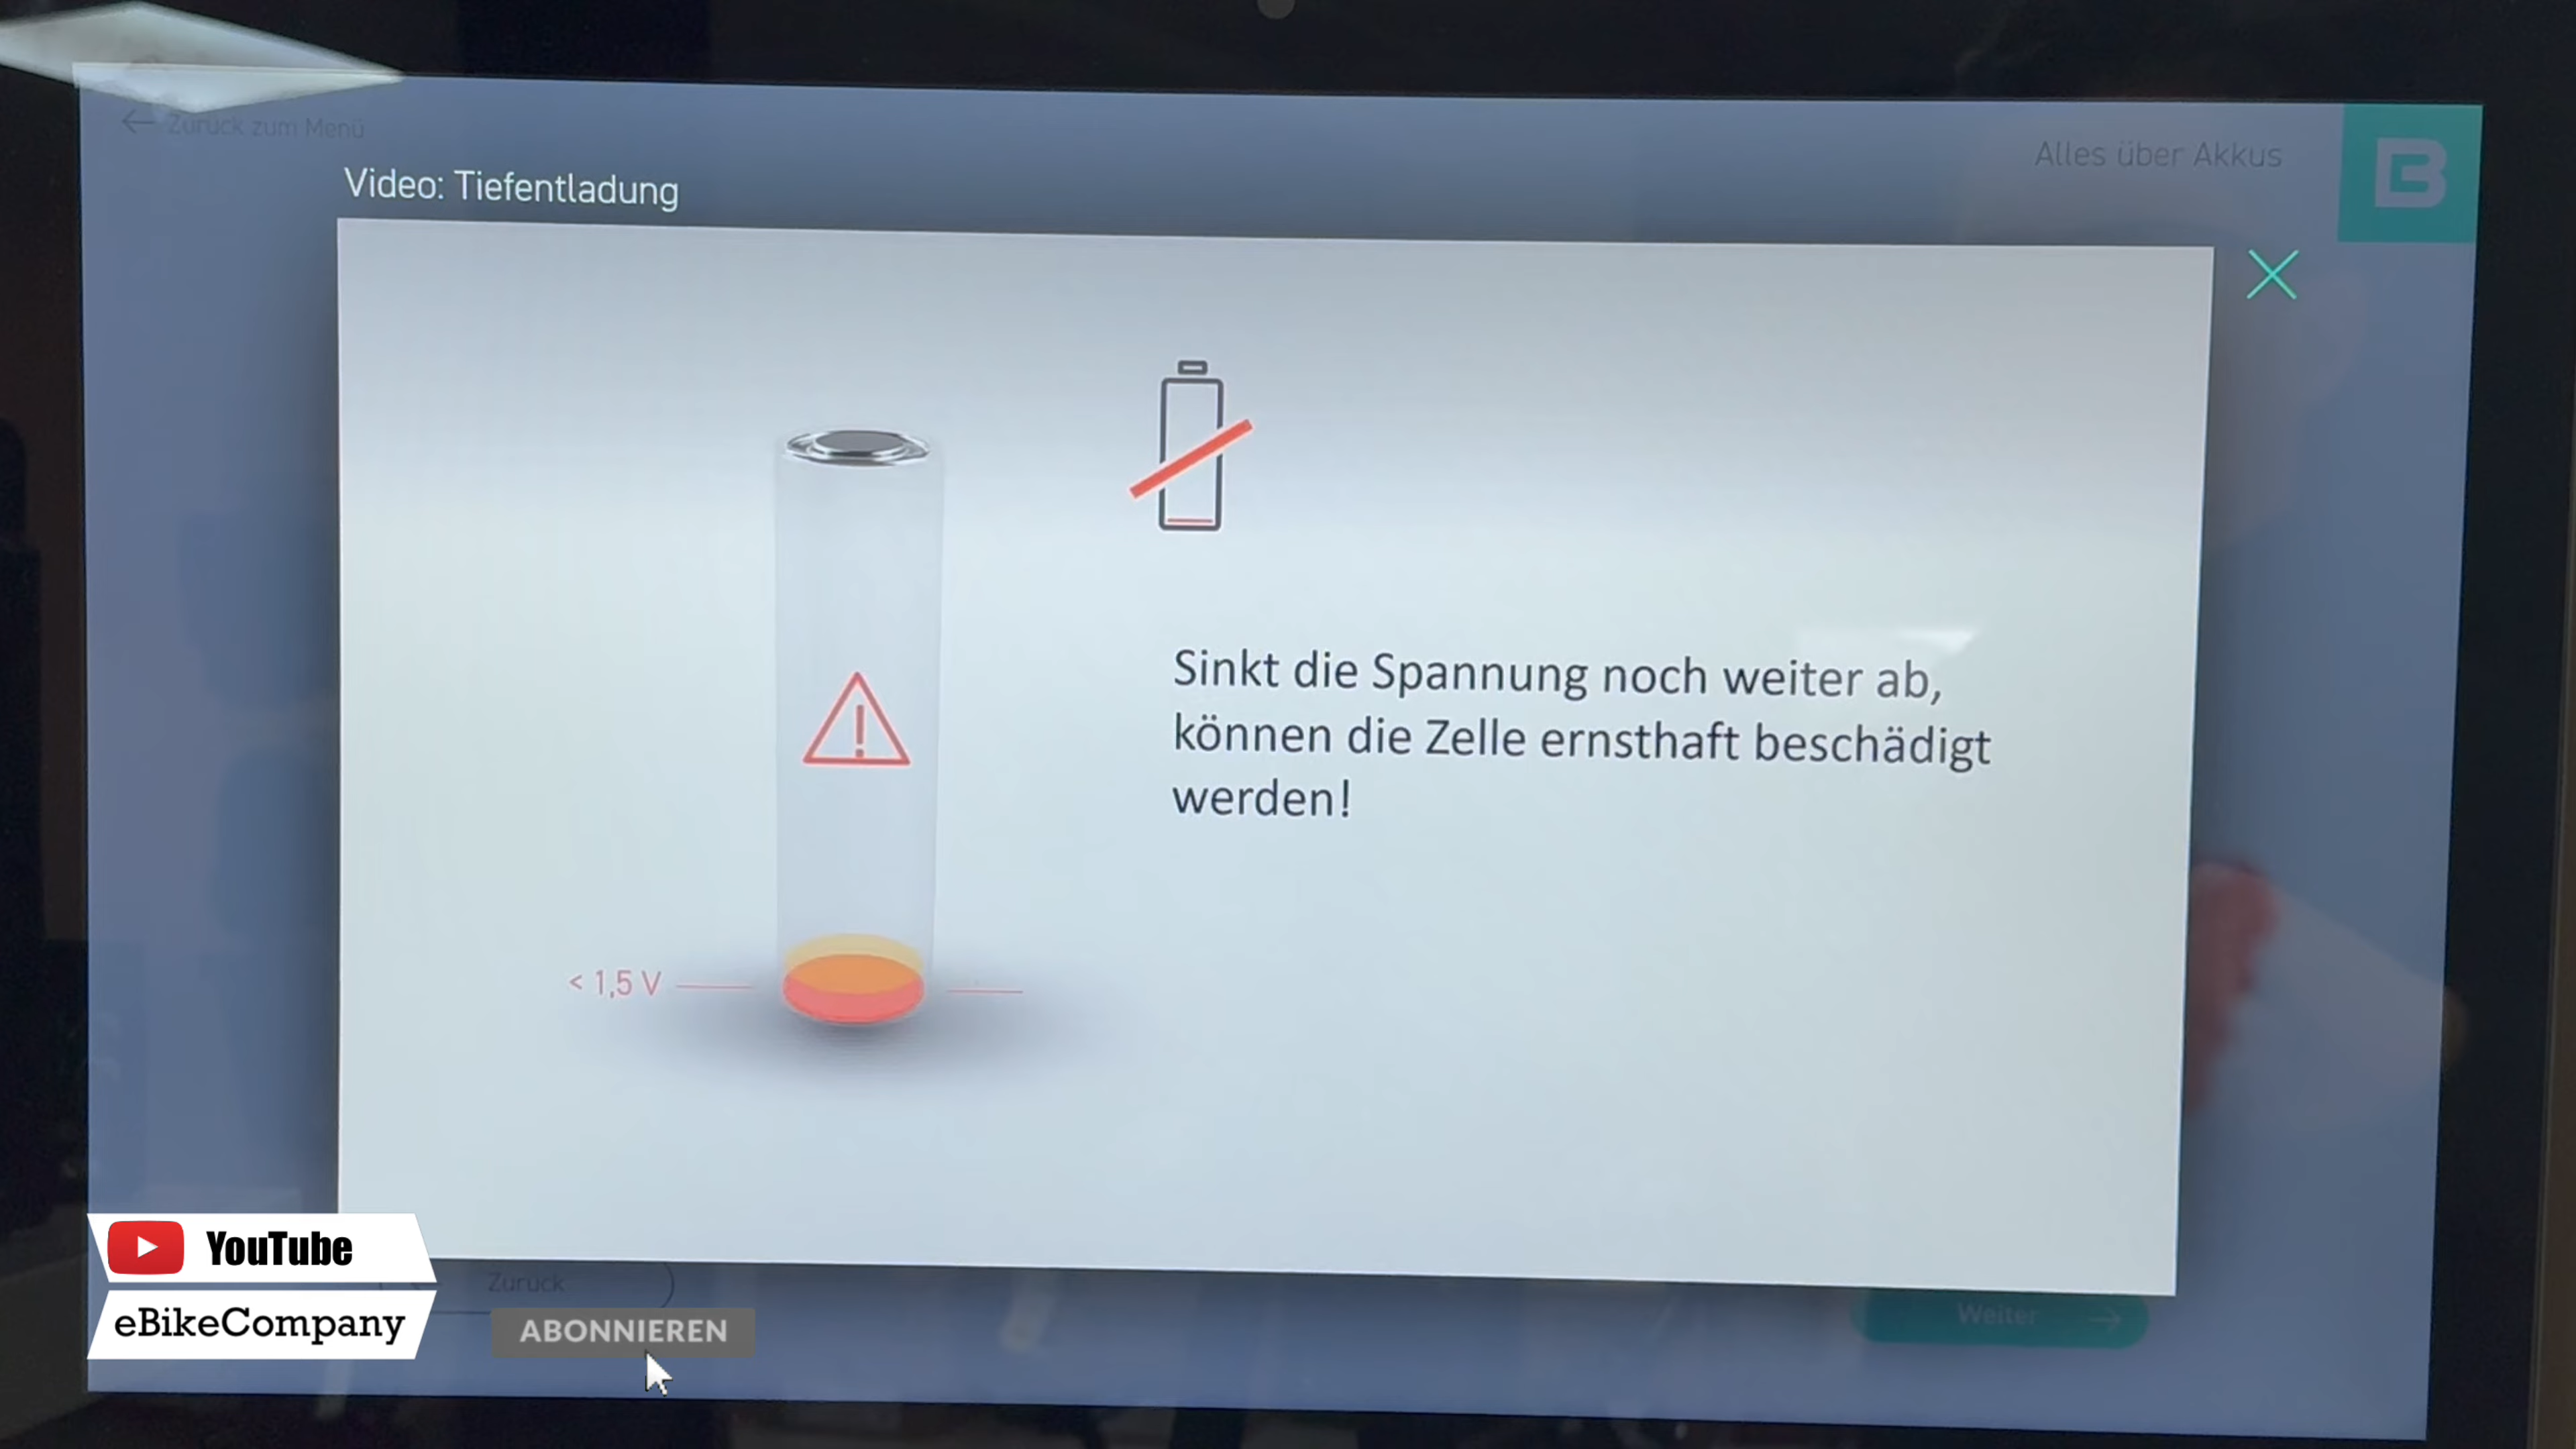 Zurück zum Menü
Alles über Akkus
Video: Tiefentladung
Sinkt die Spannung noch weiter ab,
können die Zelle ernsthaft beschädigt
werden!
< 1,5 V
YouTube
Zurück
Weiter
eBikeCompany
ABONNIEREN